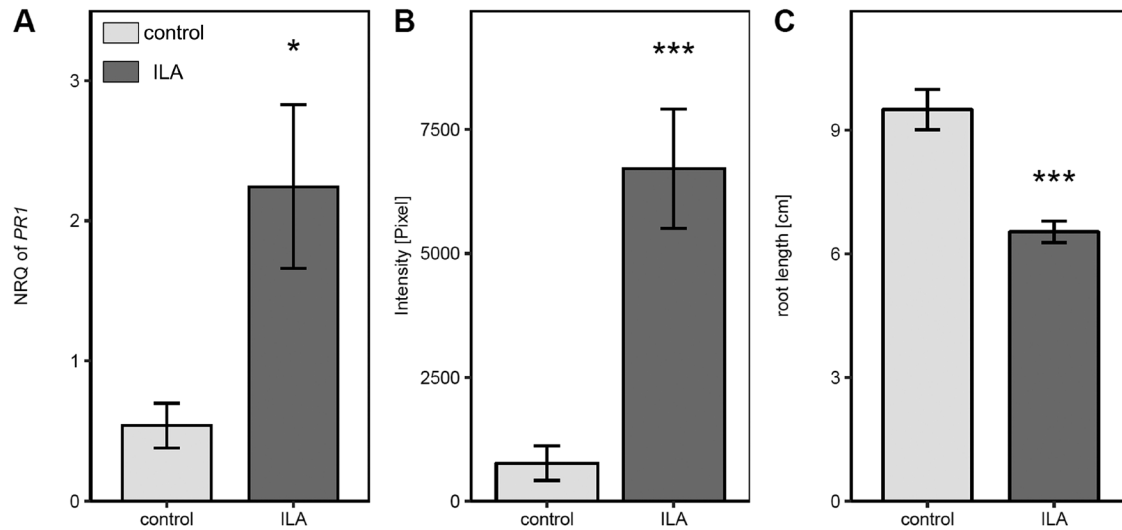 A
control
ILA
*
NRQ of PR1
3
2
1
0
control
ILA
B
***
Intensity [Pixel]
7500
5000
2500
0
control
ILA
C
***
root length [cm]
9
6
3
0
control
ILA